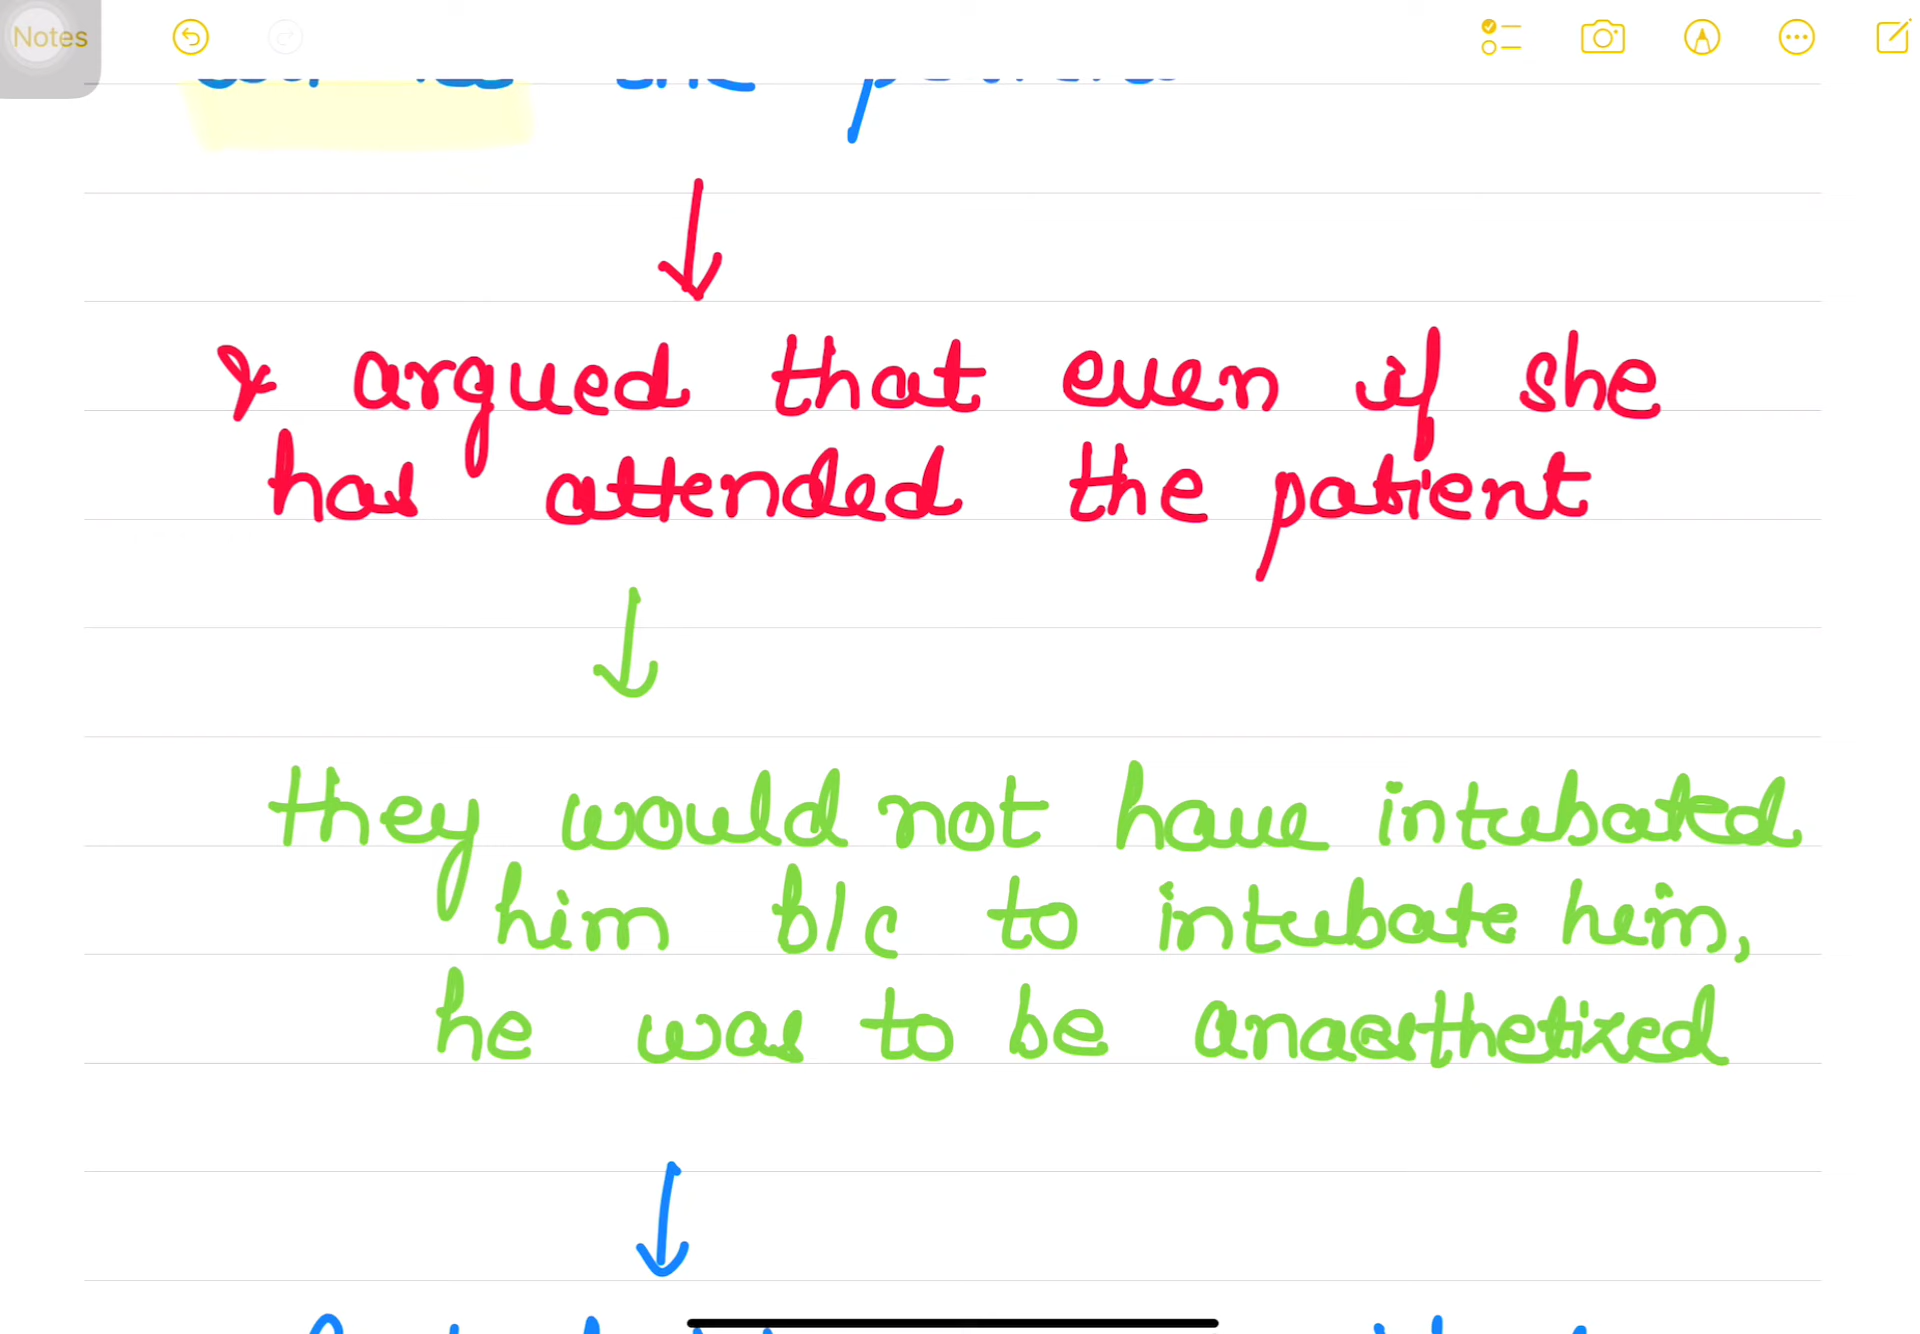 Notes
& argued that even if she
has attended the patient
they would not have intubated
him b/c to intubate him,
he was to be anaesthetized